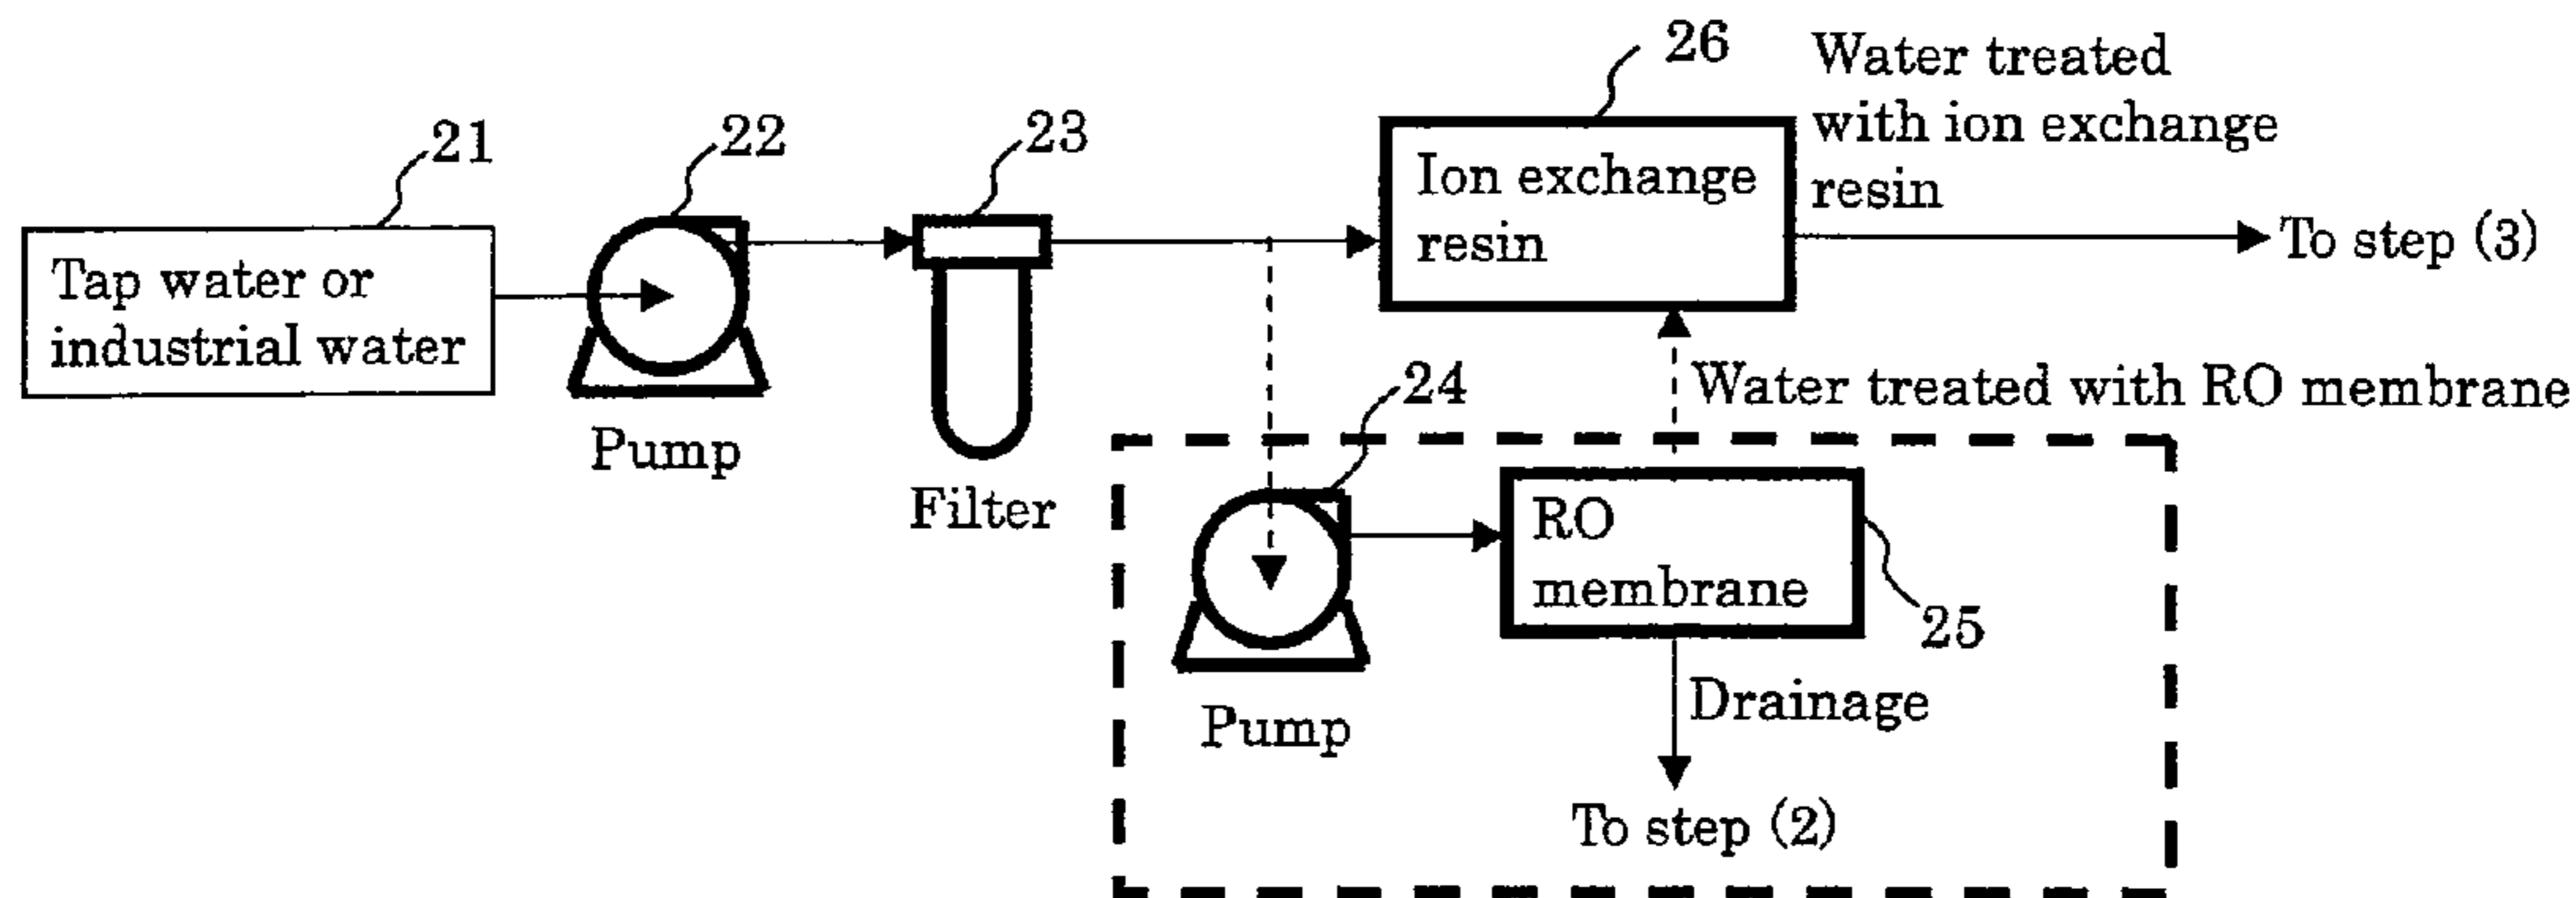 26
Water treated
with ion exchange
resin
21
22
23
Ion exchange
resin
To step (3)
Tap water or
industrial water
Pump
Filter
Water treated with RO membrane
24
RO
membrane
25
Pump
Drainage
To step (2)